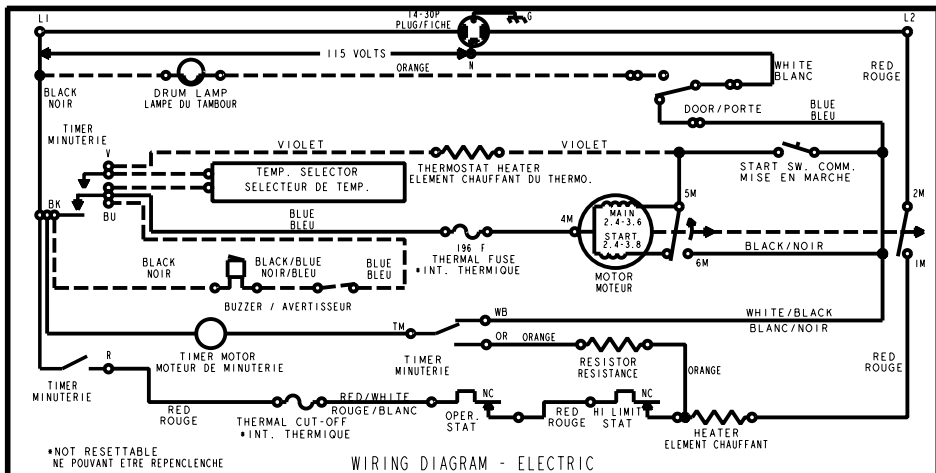 L1
14-30P
PLUG/FICHE
G
L2
115 VOLTS
N
ORANGE
WHITE
BLANC
RED
ROUGE
BLACK
NOIR
DRUM LAMP
LAMPE DU TAMBOUR
DOOR/PORTE
BLUE
BLEU
TIMER
MINUTERIE
V
VIOLET
VIOLET
TEMP. SELECTOR
SELECTEUR DE TEMP.
THERMOSTAT HEATER
ELEMENT CHAUFFANT DU THERMO.
START SW. COMM.
MISE EN MARCHE
BK
BU
BLUE
BLEU
4M
MAIN
2.4-3.6
START
2.4-3.8
5M
2M
196 F
THERMAL FUSE
*INT. THERMIQUE
MOTOR
MOTEUR
6M
BLACK/NOIR
1M
BLACK
NOIR
BLACK/BLUE
NOIR/BLEU
BLUE
BLEU
BUZZER / AVERTISSEUR
TM
WB
WHITE/BLACK
BLANC/NOIR
OR
ORANGE
TIMER MOTOR
MOTEUR DE MINUTERIE
TIMER
MINUTERIE
RESISTOR
RESISTANCE
ORANGE
RED
ROUGE
R
TIMER
MINUTERIE
RED
ROUGE
RED/WHITE
ROUGE/BLANC
THERMAL CUT-OFF
*INT. THERMIQUE
NC
OPER.
STAT
RED
ROUGE
NC
HI LIMIT
STAT
HEATER
ELEMENT CHAUFFANT
*NOT RESETTABLE
NE POUVANT ETRE REPENCLENCHE
WIRING DIAGRAM - ELECTRIC